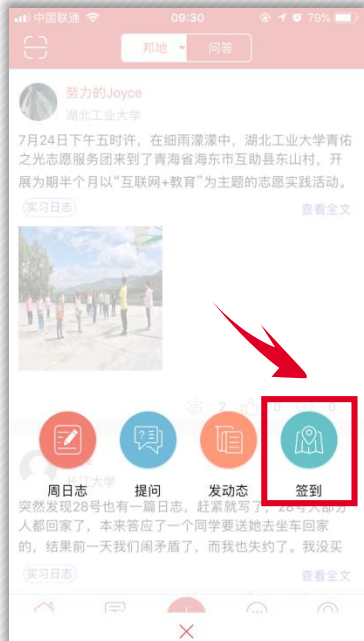 中国联通 09:30 79%
邦地 问答
努力的Joyce
湖北工业大学
7月24日下午五时许，在细雨濛濛中，湖北工业大学青佑
之光志愿服务团来到了青海省海东市互助县东山村，开
展为期半个月以“互联网+教育”为主题的志愿实践活动。
实习日志 查看全文
2 0 0
周日志 提问 发动态 签到
长江大学
突然发现28号也有一篇日志，赶紧就写了，28号大部分
人都回家了，本来答应了一个同学要送她去坐车回家
的，结果前一天我们闹矛盾了，而我也失约了。我没买
实习日志 查看全文